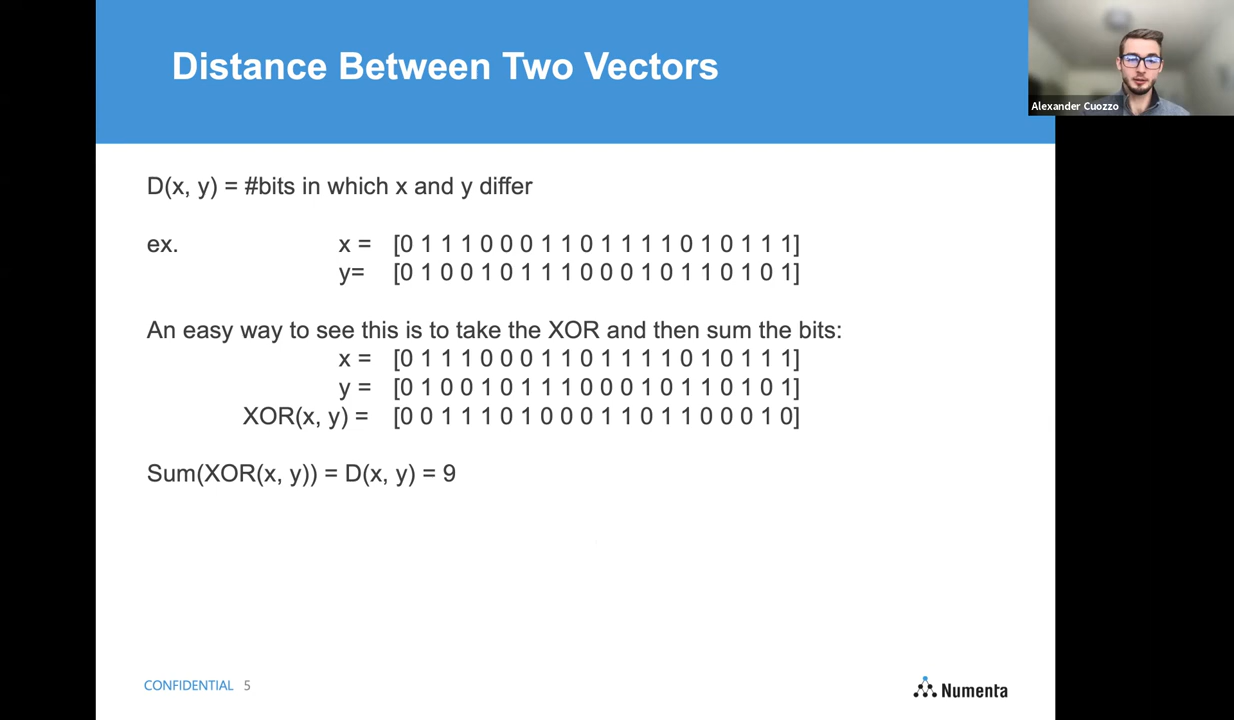 Distance Between Two Vectors
Alexander Cuozzo
D(x, y) = #bits in which x and y differ
ex. x = [0 1 1 1 0 0 0 1 1 0 1 1 1 1 0 1 0 1 1 1]
y= [0 1 0 0 1 0 1 1 1 0 0 0 1 0 1 1 0 1 0 1]
An easy way to see this is to take the XOR and then sum the bits:
x = [0 1 1 1 0 0 0 1 1 0 1 1 1 1 0 1 0 1 1 1]
y = [0 1 0 0 1 0 1 1 1 0 0 0 1 0 1 1 0 1 0 1]
XOR(x, y) = [0 0 1 1 1 0 1 0 0 0 1 1 0 1 1 0 0 0 1 0]
Sum(XOR(x, y)) = D(x, y) = 9
CONFIDENTIAL 5
Numenta